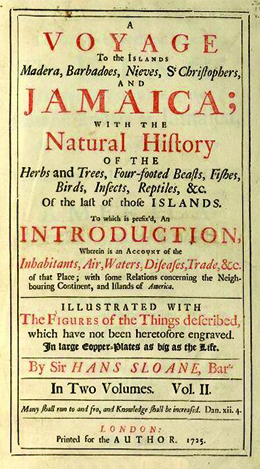 A
VOYAGE
To the ISLANDS
Madera, Barbadoes, Nieves, St Chriſtophers,
AND
JAMAICA;
WITH THE
Natural Hiſtory
OF THE
Herbs and Trees, Four-footed Beaſts, Fiſhes,
Birds, Inſects, Reptiles, &c.
Of the laſt of thoſe ISLANDS.
To which is prefix'd, An
INTRODUCTION,
Wherein is an ACCOUNT of the
Inhabitants, Air, Waters, Diſeaſes, Trade, &c.
of that Place; with ſome Relations concerning the Neigh-
bouring Continent, and Iſlands of America.
ILLUSTRATED WITH
The FIGURES of the Things deſcribed,
which have not been heretofore engraved.
In large Copper-Plates as big as the Life.
By Sir HANS SLOANE, Bart.
In Two Volumes. Vol. II.
Many ſhall run to and fro, and Knowledge ſhall be increaſed. Dan. xii. 4.
LONDON:
Printed for the AUTHOR. 1725.